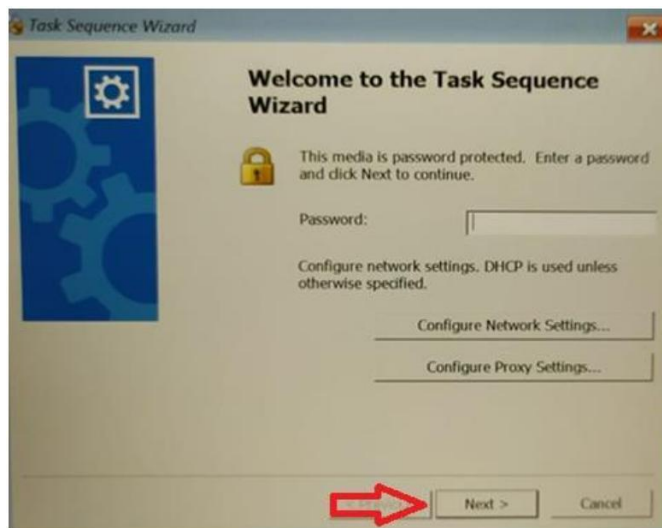 Task Sequence Wizard
Welcome to the Task Sequence
Wizard
This media is password protected. Enter a password
and click Next to continue.
Password:
Configure network settings. DHCP is used unless
otherwise specified.
Configure Network Settings...
Configure Proxy Settings...
Next >
Cancel